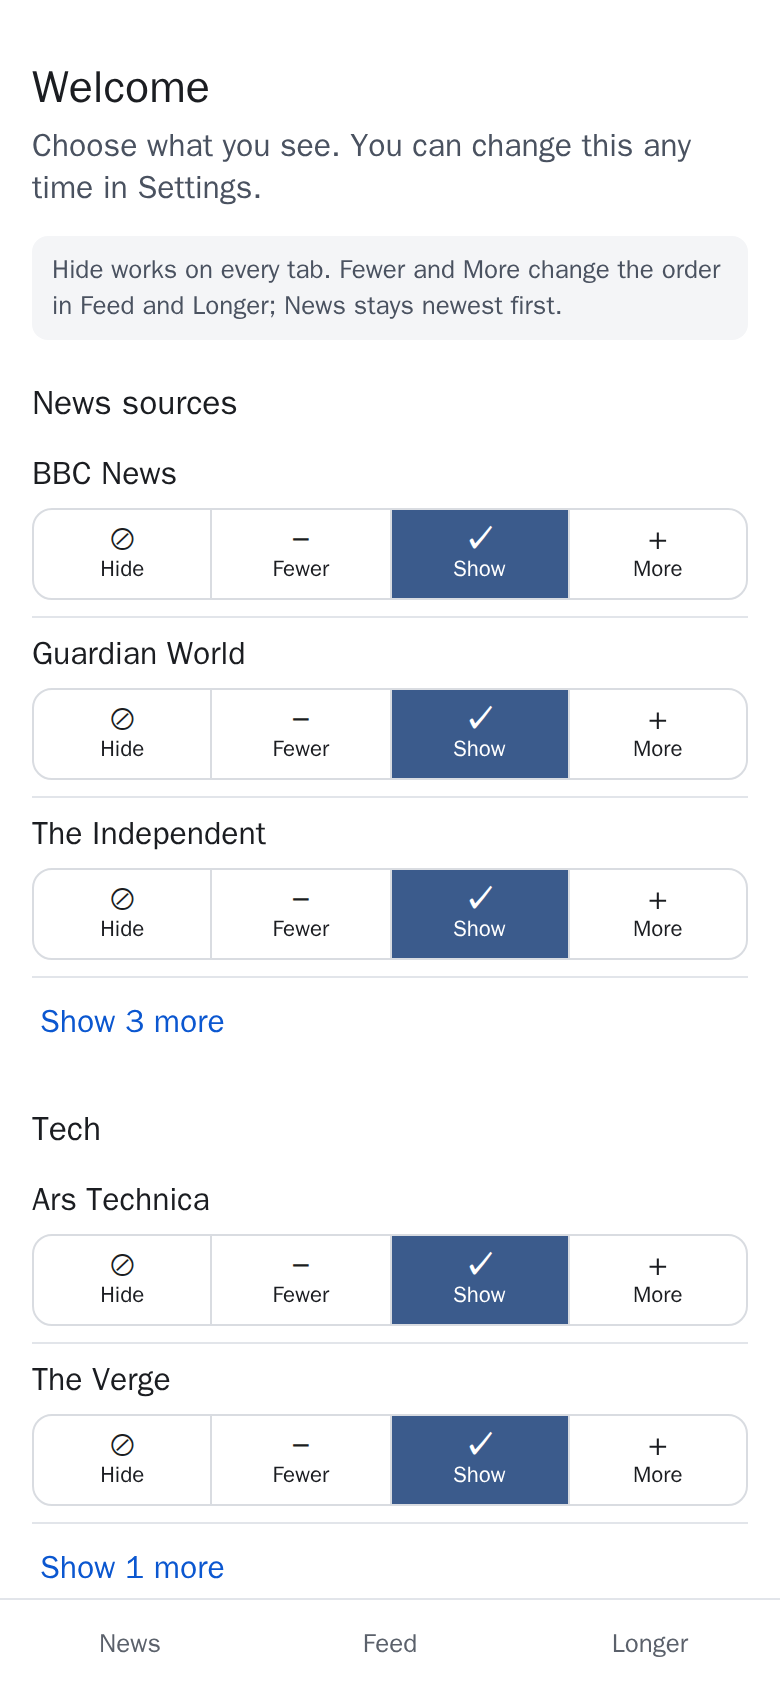 Welcome
Choose what you see. You can change this any
time in Settings.
Hide works on every tab. Fewer and More change the order
in Feed and Longer; News stays newest first.
News sources
BBC News
Hide
Fewer
Show
More
Guardian World
Hide
Fewer
Show
More
The Independent
Hide
Fewer
Show
More
Show 3 more
Tech
Ars Technica
Hide
Fewer
Show
More
The Verge
Hide
Fewer
Show
More
Show 1 more
News
Feed
Longer